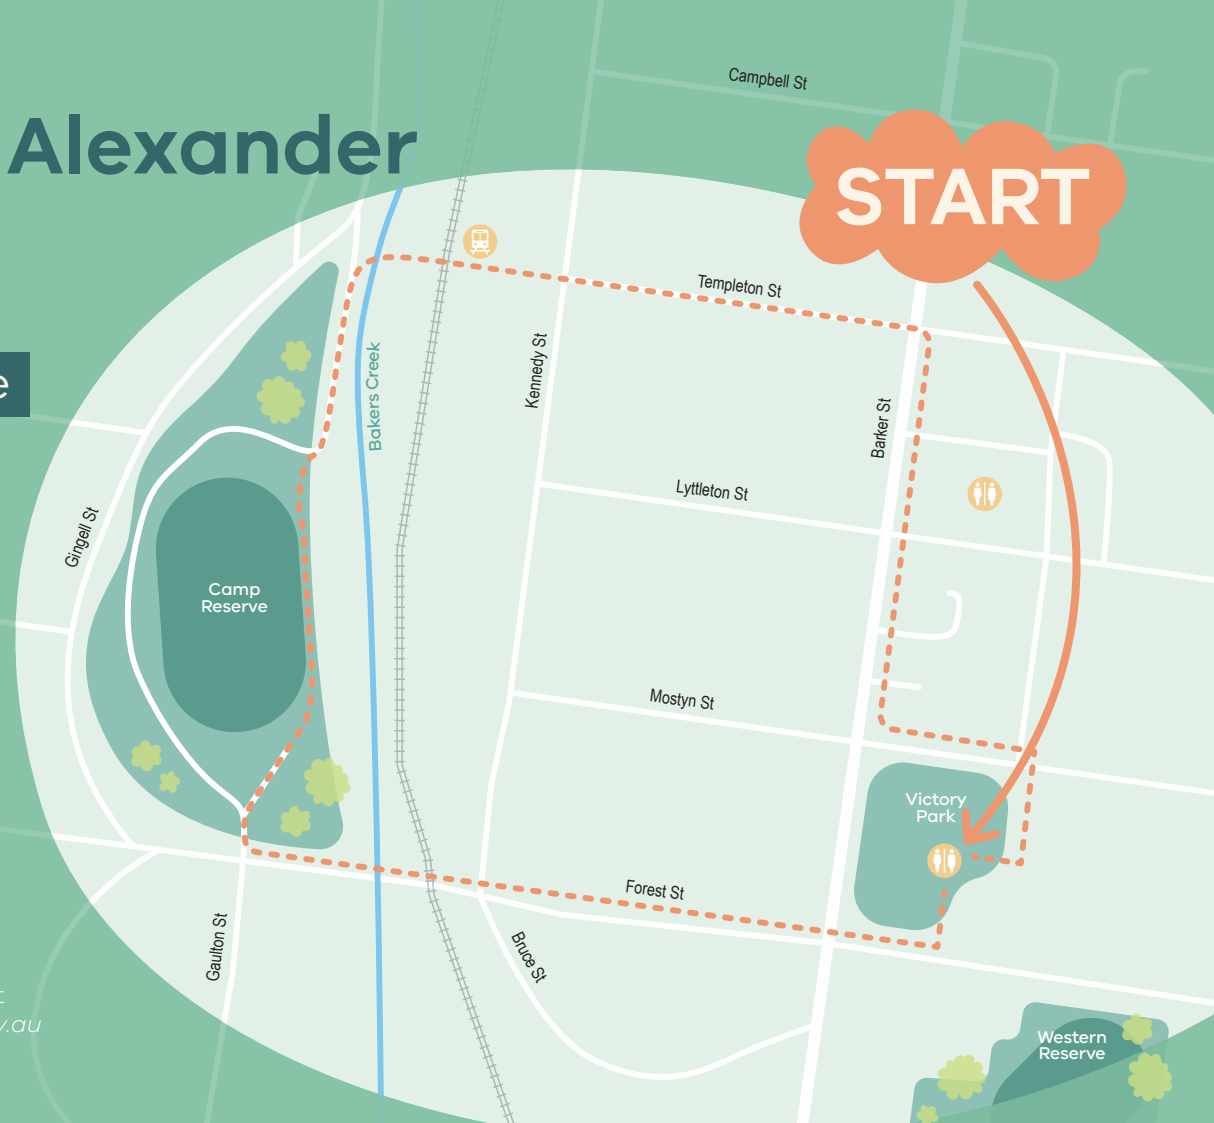 Campbell St
Alexander
START
Templeton St
Kennedy St
Bakers Creek
e
Barker St
Lyttleton St
Gingell St
Camp
Reserve
Mostyn St
Victory
Park
Forest St
Gaulton St
Bruce St
v.au
Western
Reserve